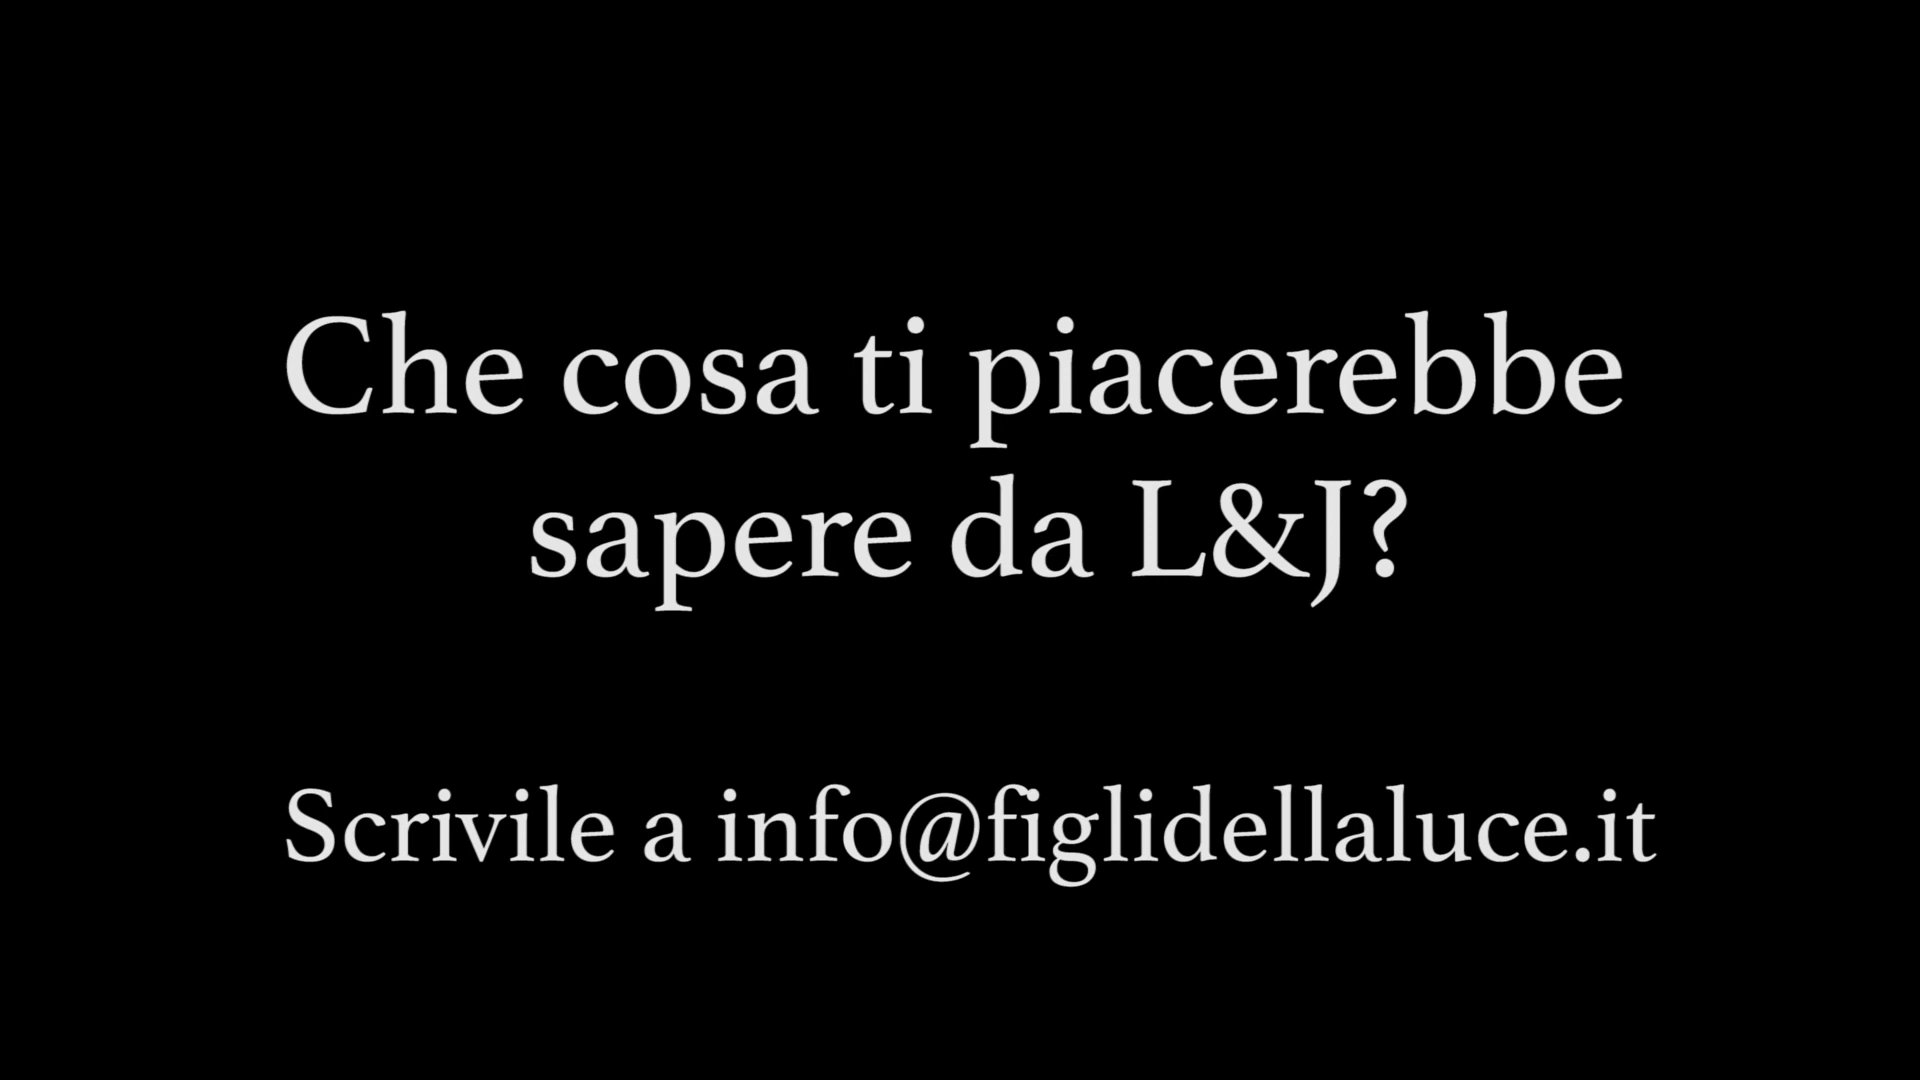 Che cosa ti piacerebbe
sapere da L&J?
Scrivile a info@figlidellaluce.it